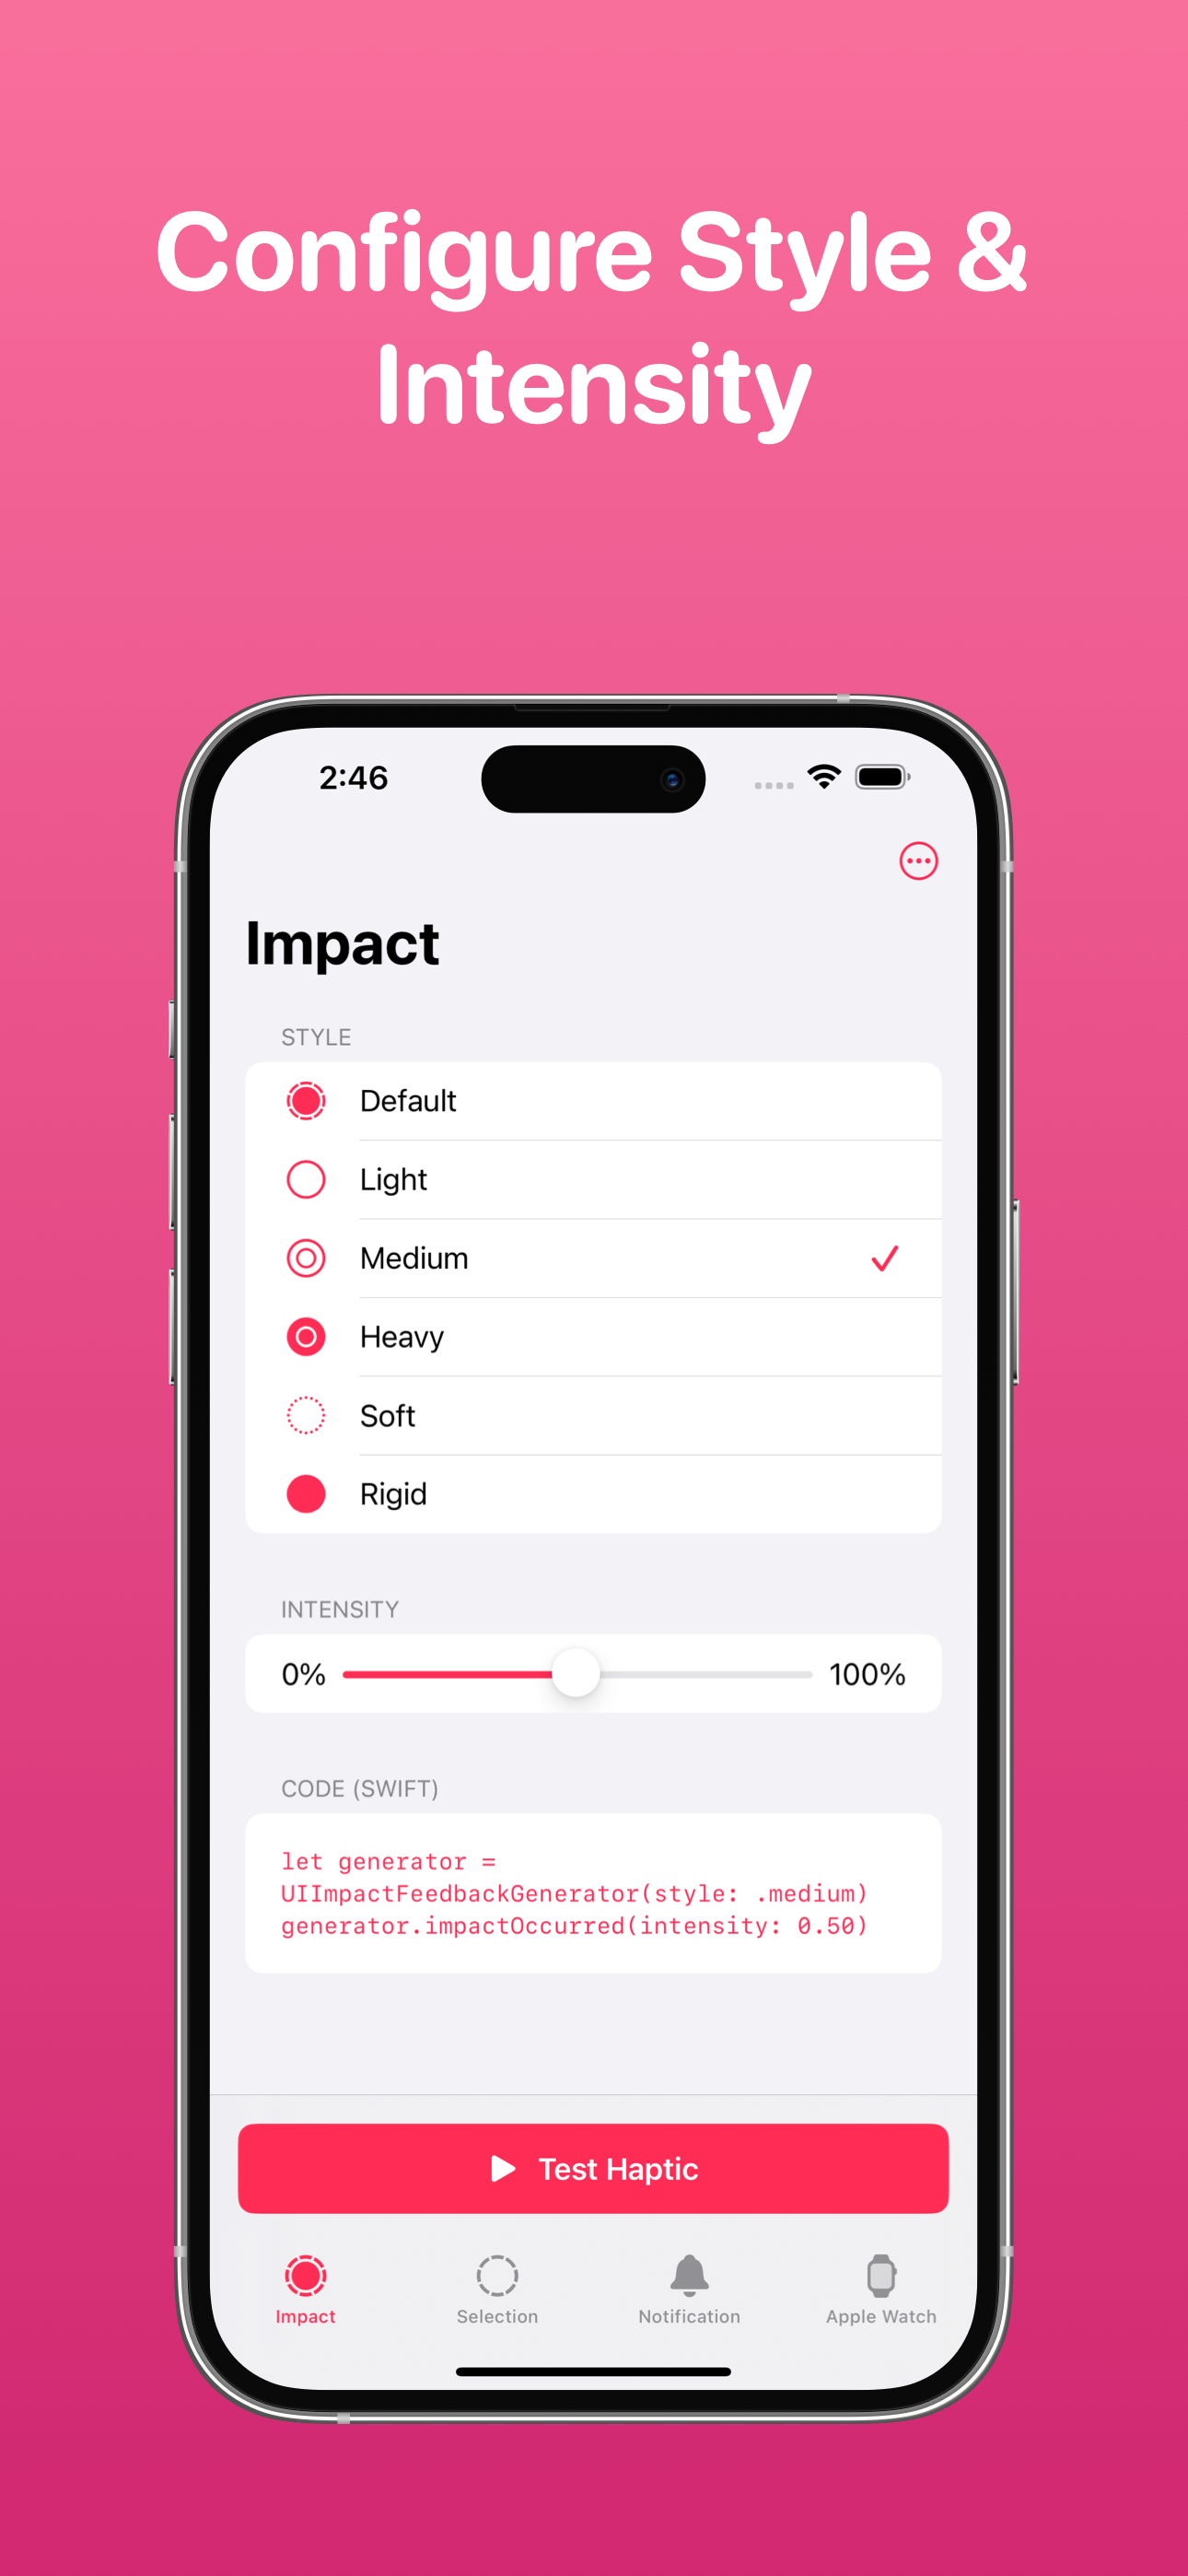 Configure Style &
Intensity
2:46
Impact
STYLE
Default
Light
Medium
Heavy
Soft
Rigid
INTENSITY
0% 100%
CODE (SWIFT)
let generator =
UIImpactFeedbackGenerator(style: .medium)
generator.impactOccurred(intensity: 0.50)
Test Haptic
Impact Selection Notification Apple Watch